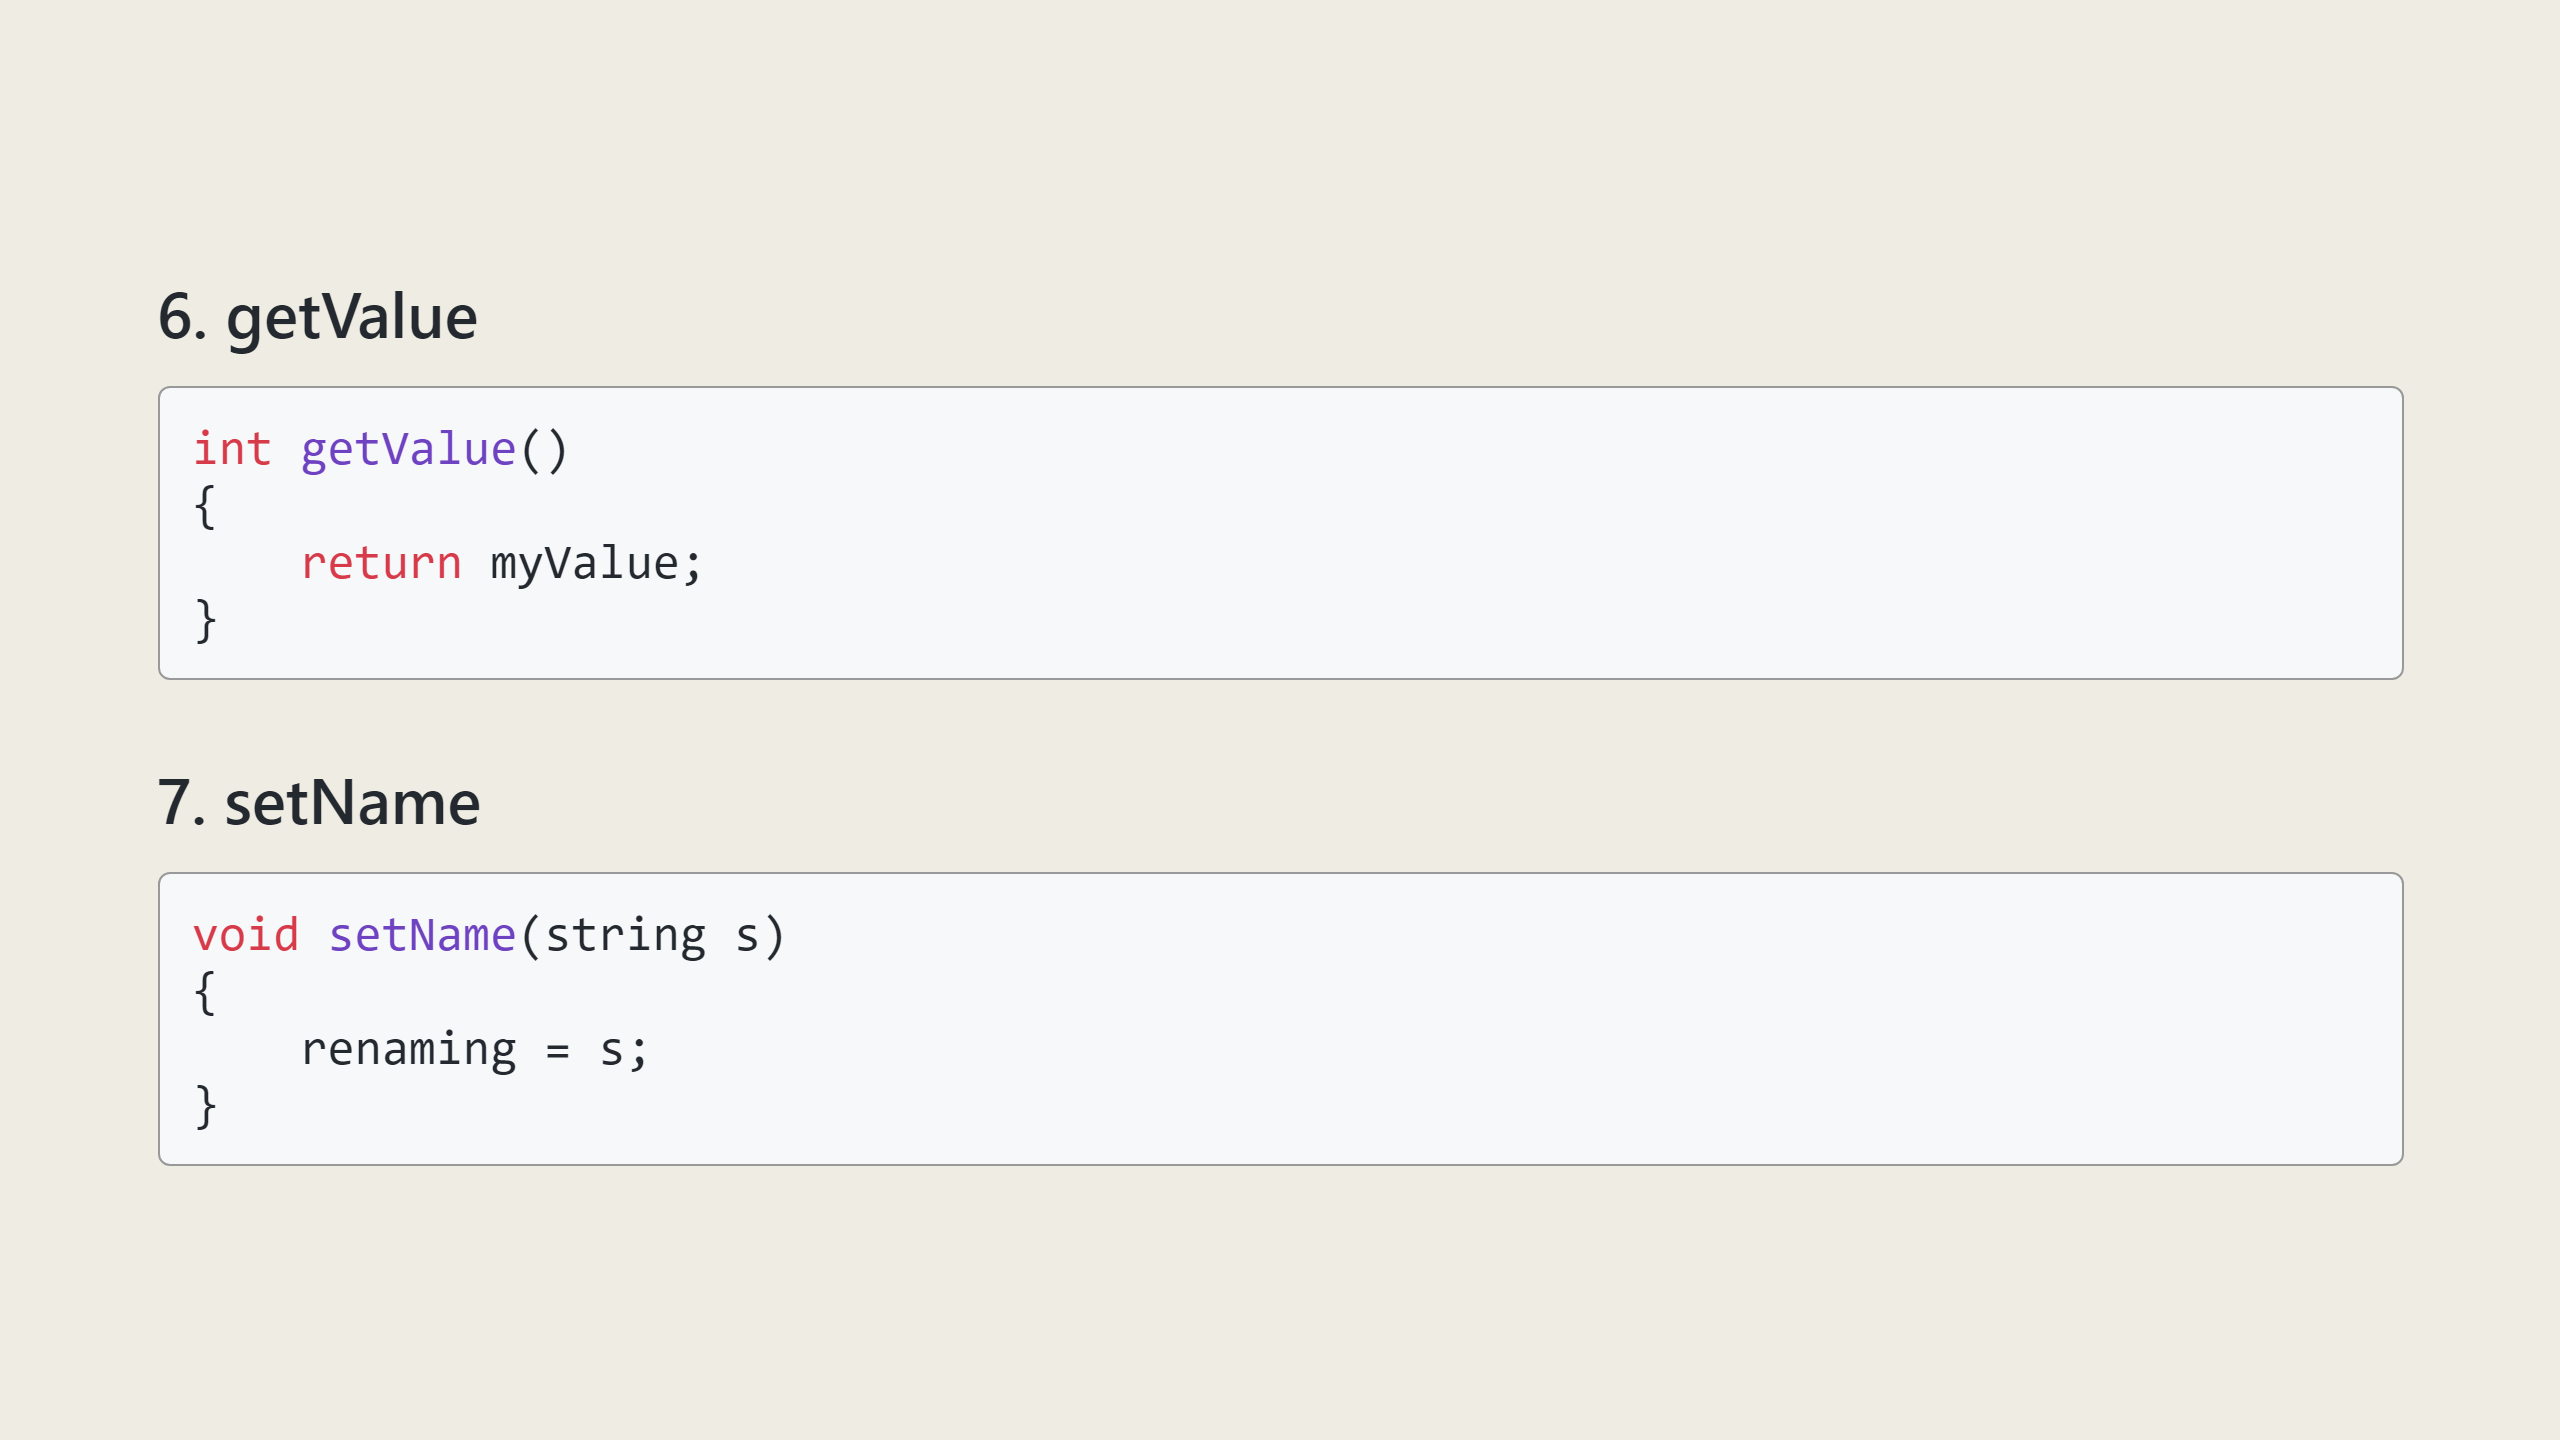 6. getValue
int getValue()
{
    return myValue;
}
7. setName
void setName(string s)
{
    renaming = s;
}